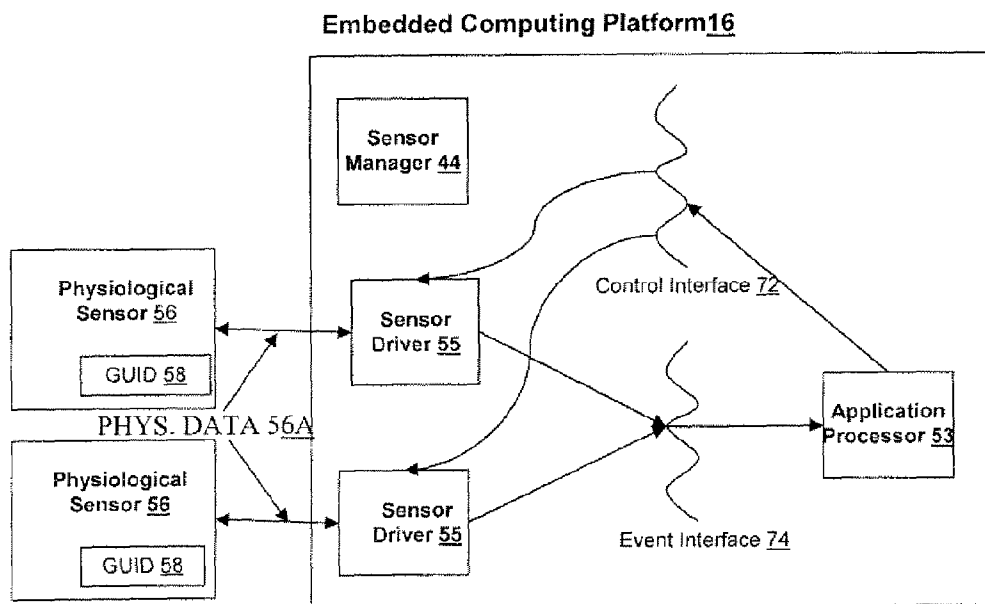 Embedded Computing Platform16
Sensor
Manager 44
Physiological
Sensor 56
GUID 58
Sensor
Driver 55
Control Interface 72
PHYS. DATA 56A
Application
Processor 53
Physiological
Sensor 56
GUID 58
Sensor
Driver 55
Event Interface 74